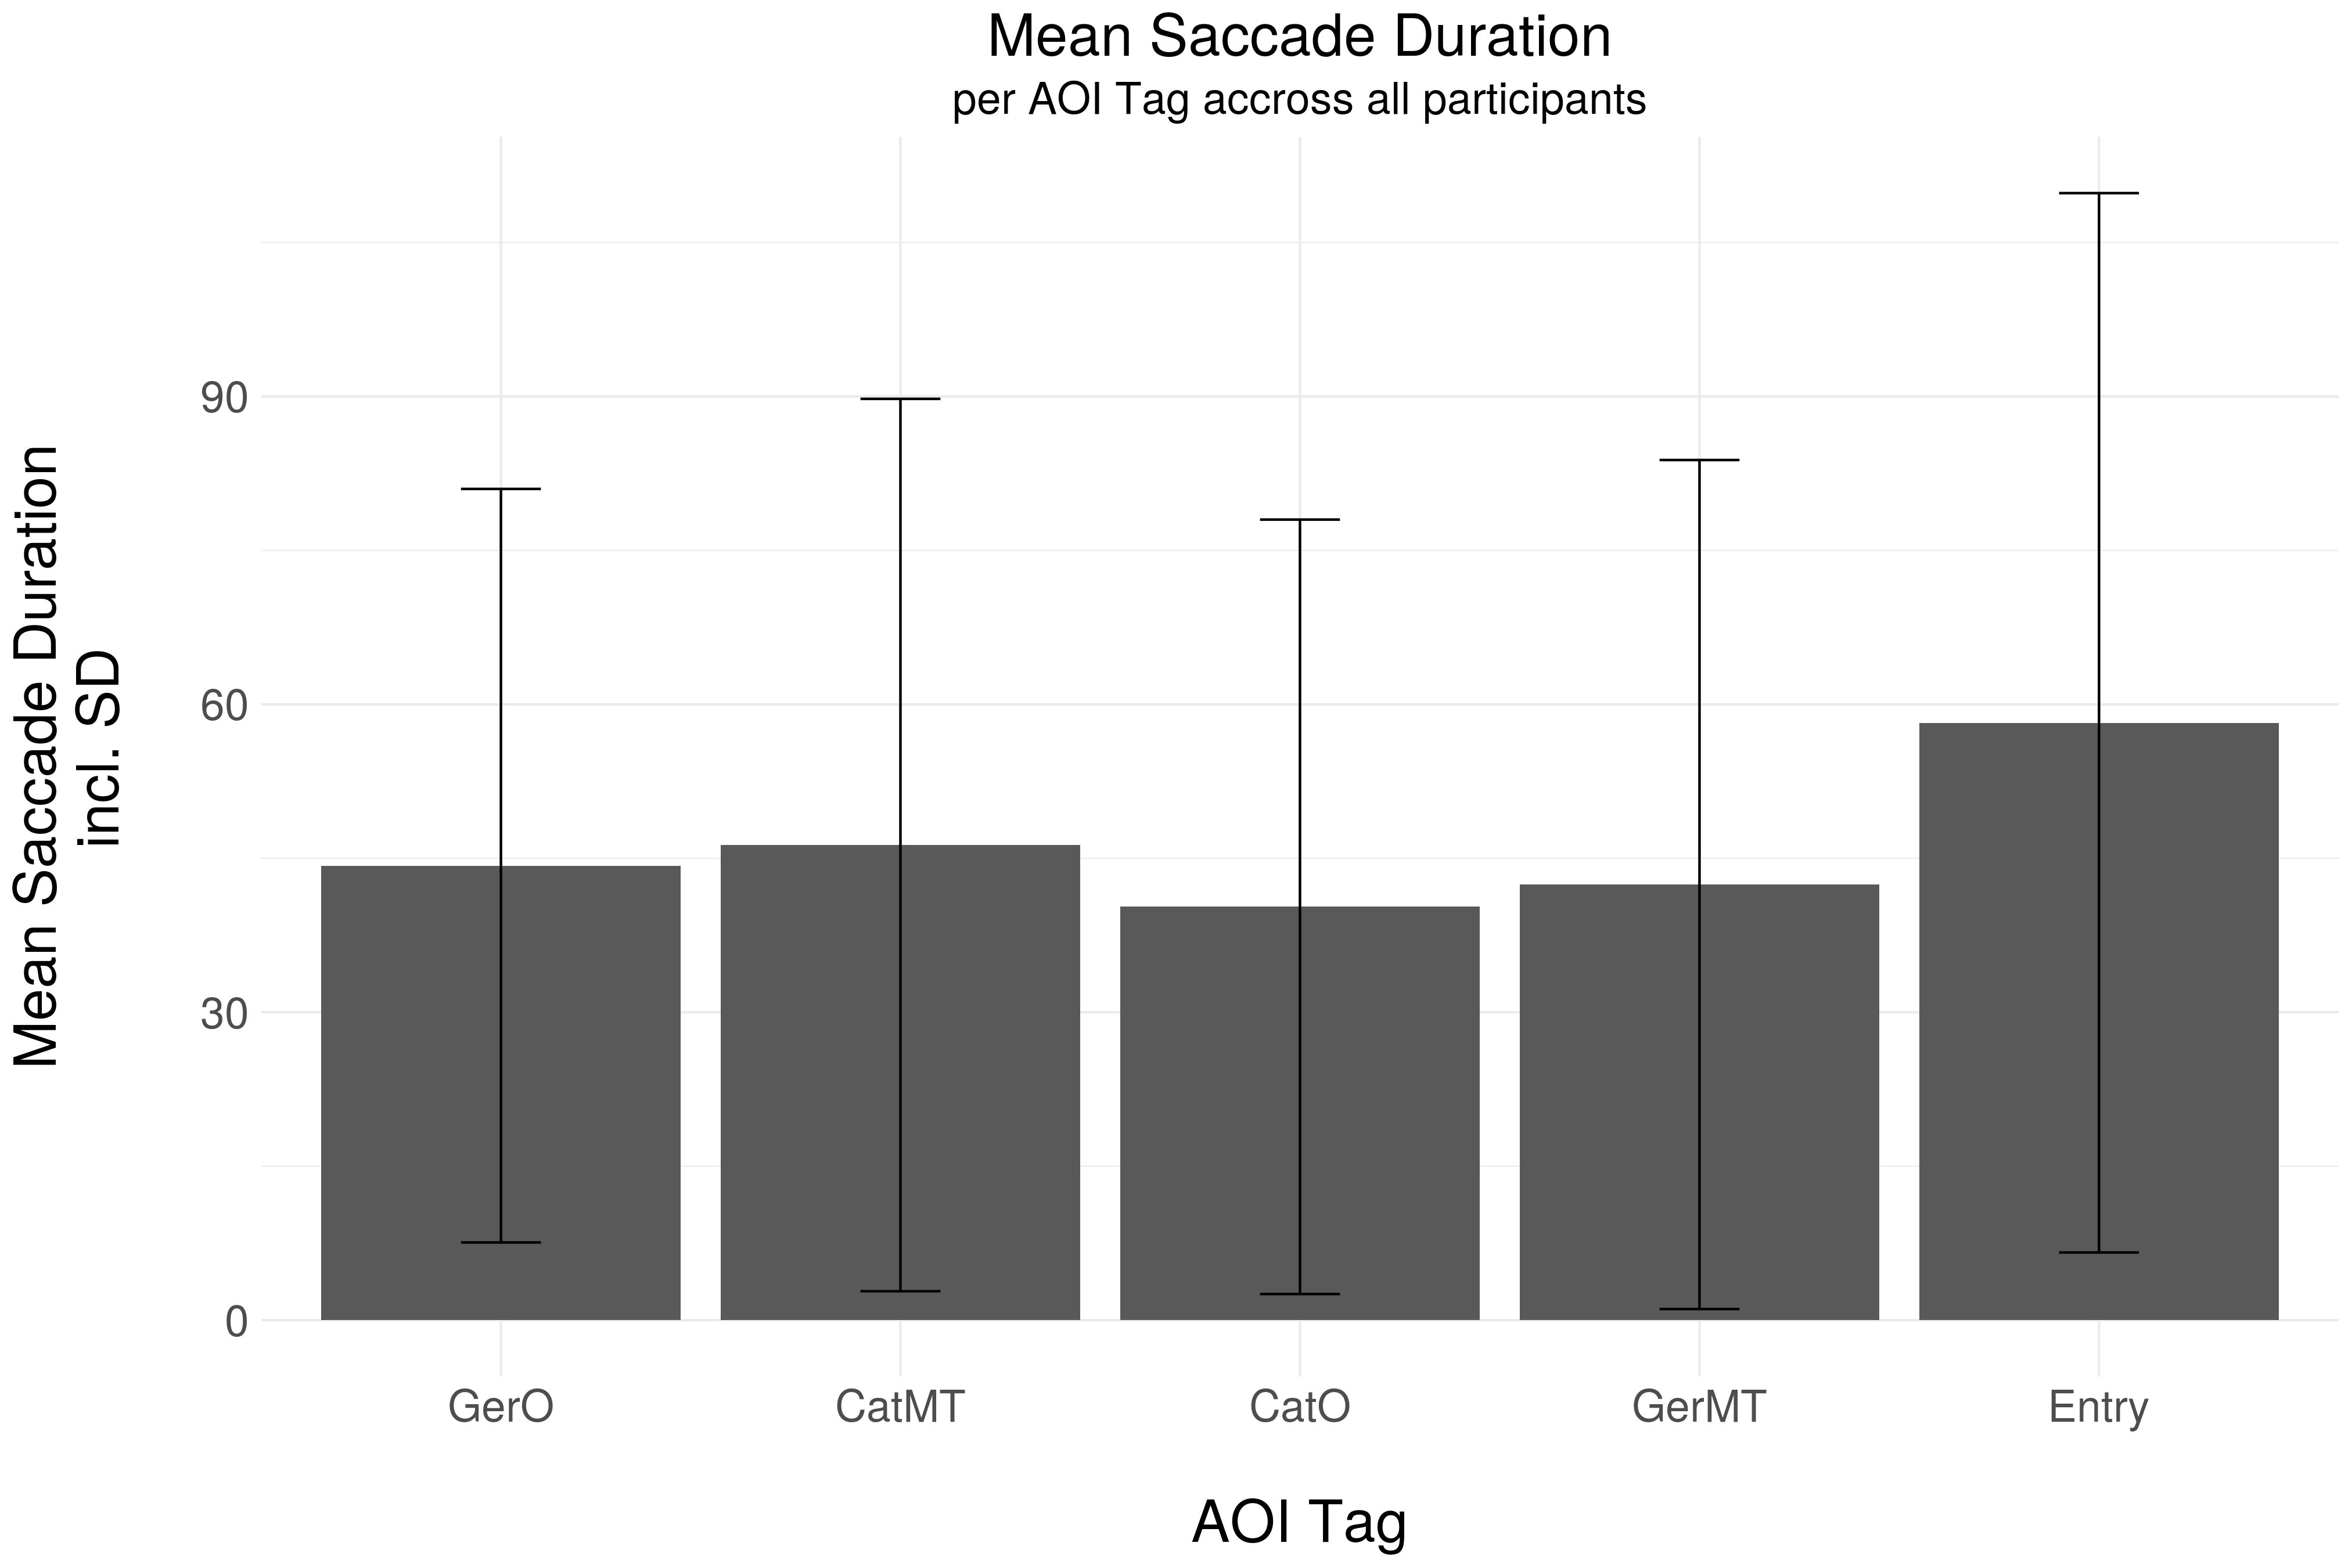 Mean Saccade Duration
per AOI Tag accross all participants
Mean Saccade Duration
incl. SD
90
60
30
0
GerO
CatMT
CatO
GerMT
Entry
AOI Tag